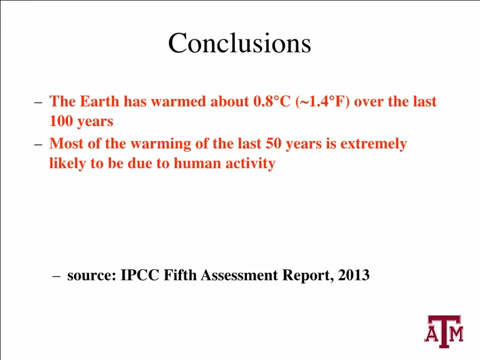 Conclusions
– The Earth has warmed about 0.8°C (~1.4°F) over the last
100 years
– Most of the warming of the last 50 years is extremely
likely to be due to human activity
– source: IPCC Fifth Assessment Report, 2013
ATM